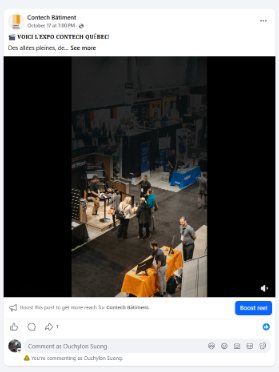 Contech Bâtiment
October 17 at 7:00 PM
VOICI L'EXPO CONTECH QUÉBEC!
Des allées pleines, de... See more
Boost this post to get more reach for Contech Bâtiment.
Boost reel
1
Comment as Duchylon Suong
You're commenting as Duchylon Suong.